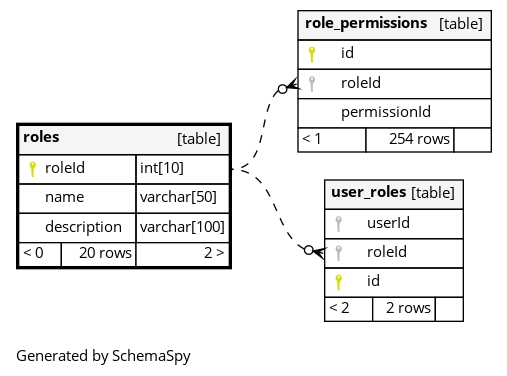 role_permissions [table]
id
roleId
permissionId
< 1 254 rows
roles [table]
roleId int[10]
name varchar[50]
description varchar[100]
< 0 20 rows 2 >
user_roles [table]
userId
roleId
id
< 2 2 rows
Generated by SchemaSpy